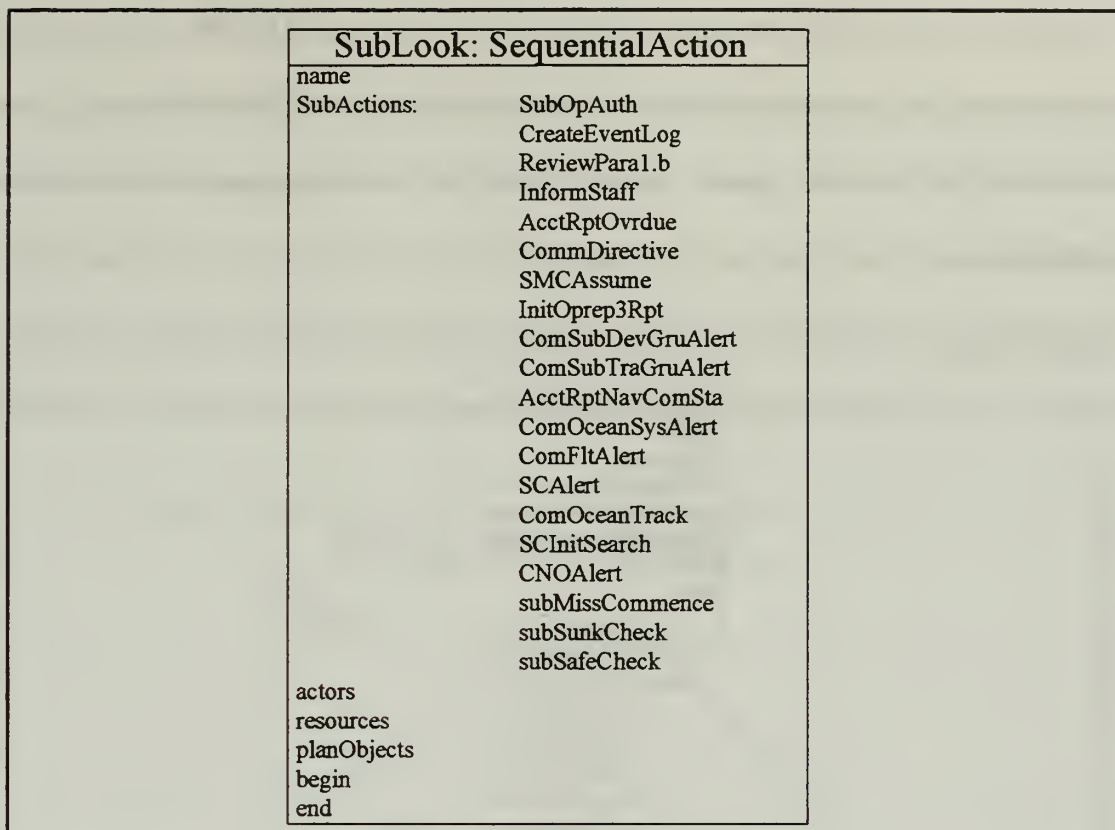 SubLook: SequentialAction
name
SubActions: SubOpAuth
CreateEventLog
ReviewPara1.b
InformStaff
AcctRptOvrdue
CommDirective
SMCAssume
InitOprep3Rpt
ComSubDevGruAlert
ComSubTraGruAlert
AcctRptNavComSta
ComOceanSysAlert
ComFltAlert
SCAlert
ComOceanTrack
SCInitSearch
CNOAlert
subMissCommence
subSunkCheck
subSafeCheck
actors
resources
planObjects
begin
end